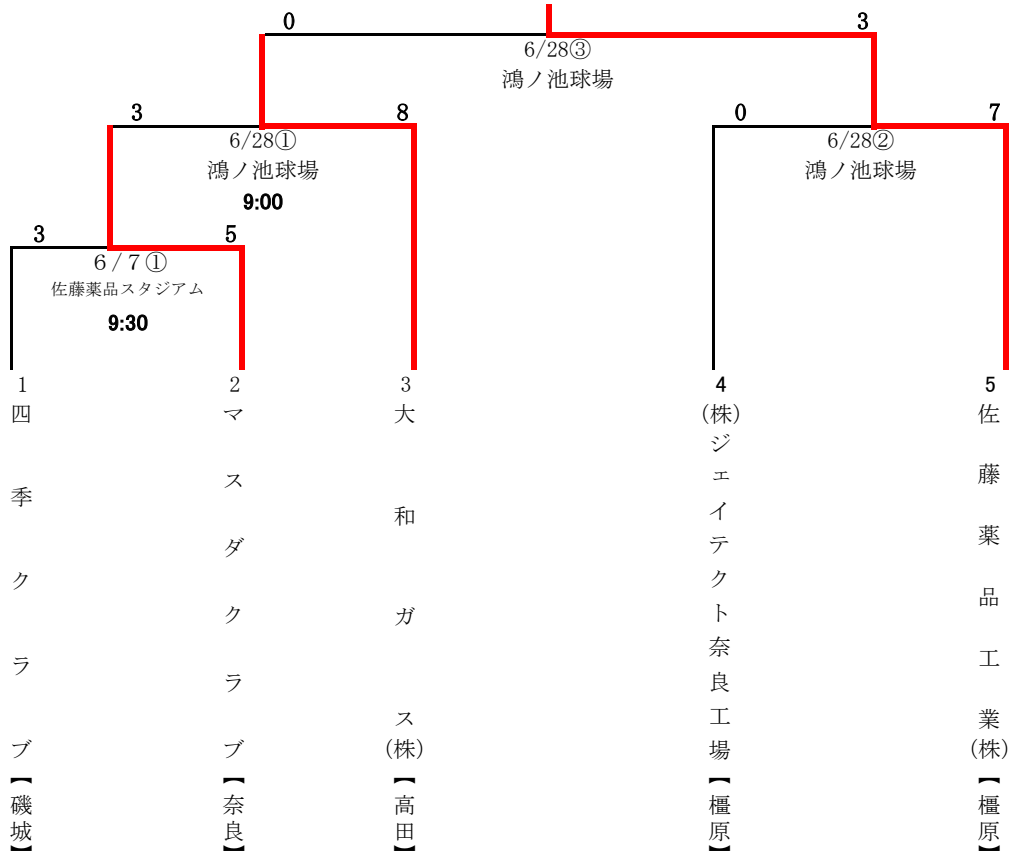 0
3
6/28③
鴻ノ池球場
3
8
0
7
6/28①
鴻ノ池球場
9:00
6/28②
鴻ノ池球場
3
5
6/7①
佐藤薬品スタジアム
9:30
1
四季クラブ【磯城】
2
マスダクラブ【奈良】
3
大和ガス(株)【高田】
4
(株)ジェイテクト奈良工場【橿原】
5
佐藤薬品工業(株)【橿原】